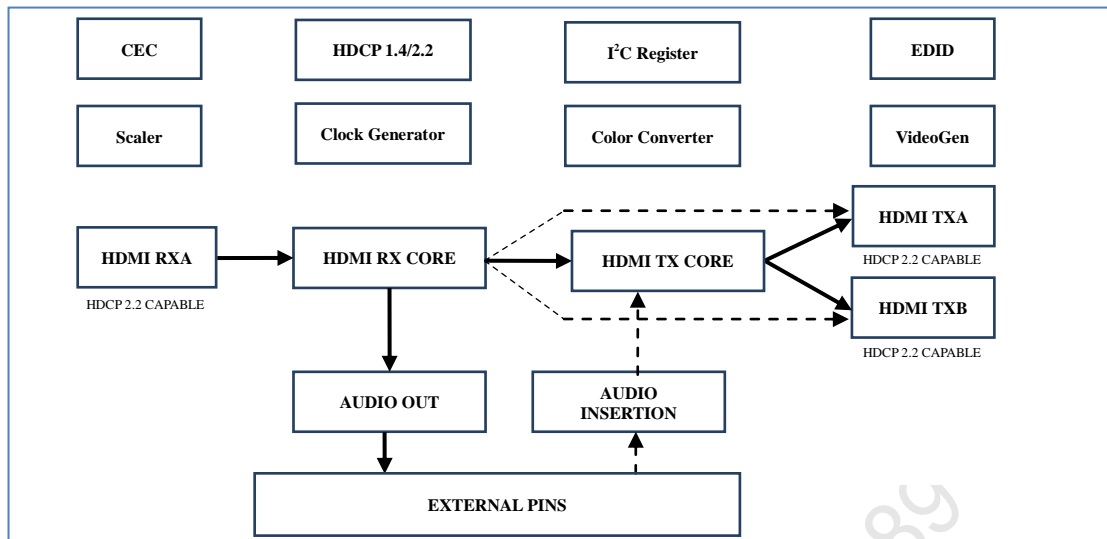 CEC
HDCP 1.4/2.2
I²C Register
EDID
Scaler
Clock Generator
Color Converter
VideoGen
HDMI RXA
HDCP 2.2 CAPABLE
HDMI RX CORE
HDMI TX CORE
HDMI TXA
HDCP 2.2 CAPABLE
HDMI TXB
HDCP 2.2 CAPABLE
AUDIO OUT
AUDIO
INSERTION
EXTERNAL PINS